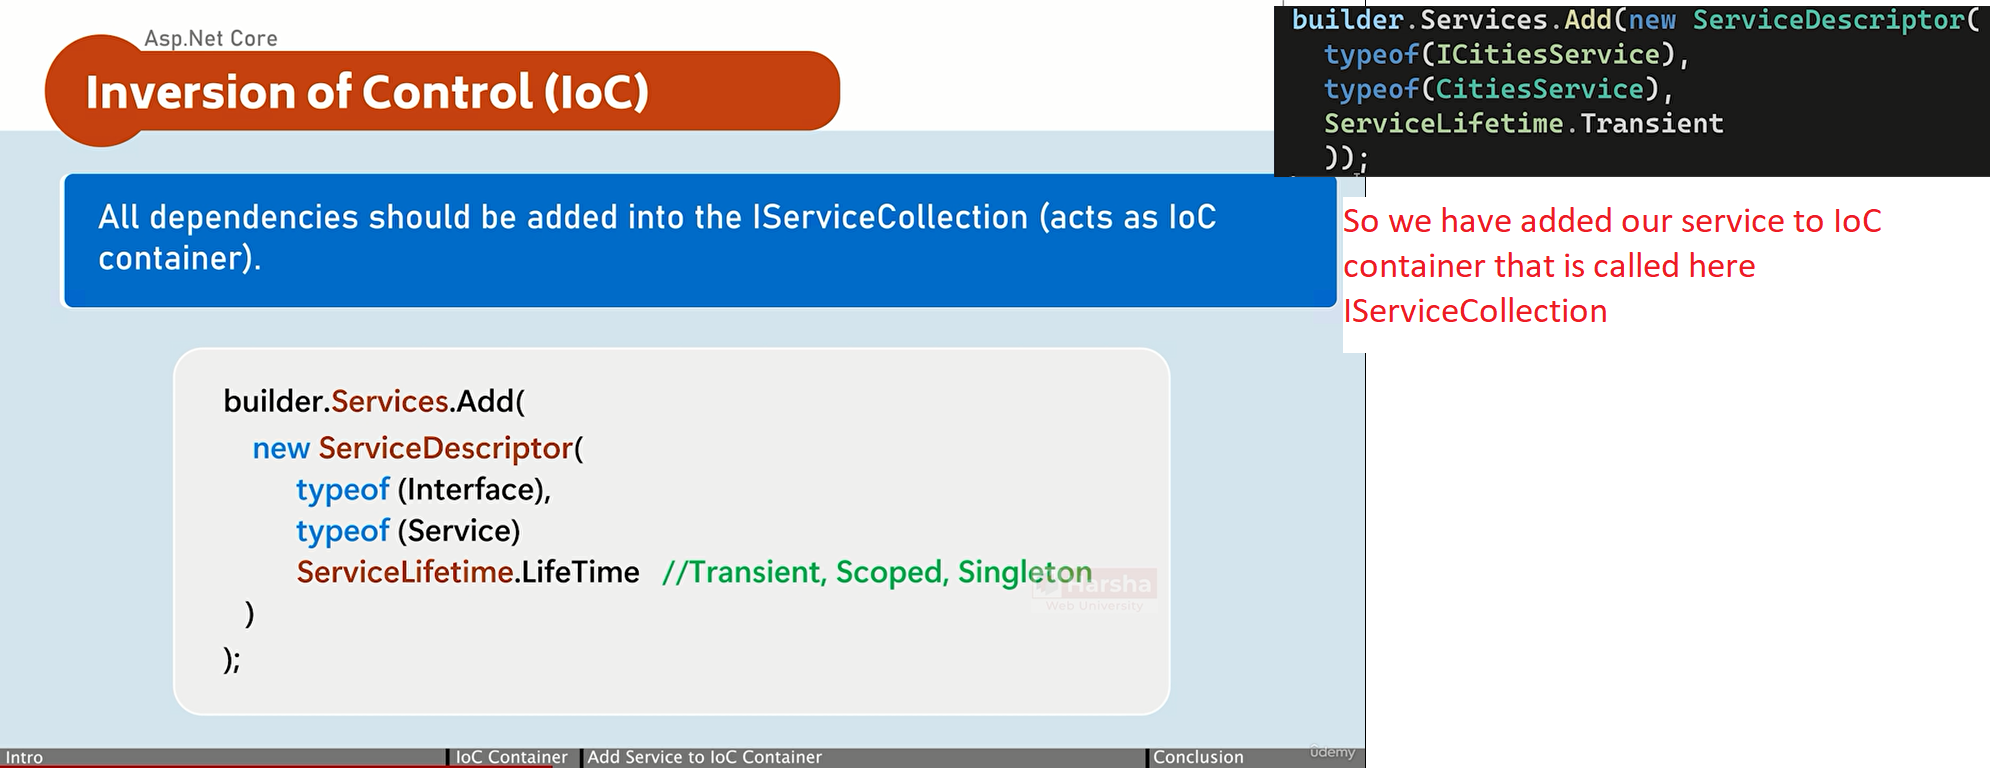 Asp.Net Core
Inversion of Control (IoC)
All dependencies should be added into the IServiceCollection (acts as IoC
container).
builder.Services.Add(
new ServiceDescriptor(
typeof (Interface),
typeof (Service)
ServiceLifetime.LifeTime //Transient, Scoped, Singleton
)
);
Harsha
Web University
builder.Services.Add(new ServiceDescriptor(
typeof(ICitiesService),
typeof(CitiesService),
ServiceLifetime.Transient
));
So we have added our service to IoC
container that is called here
IServiceCollection
Intro
IoC Container
Add Service to IoC Container
Conclusion
ûdemy